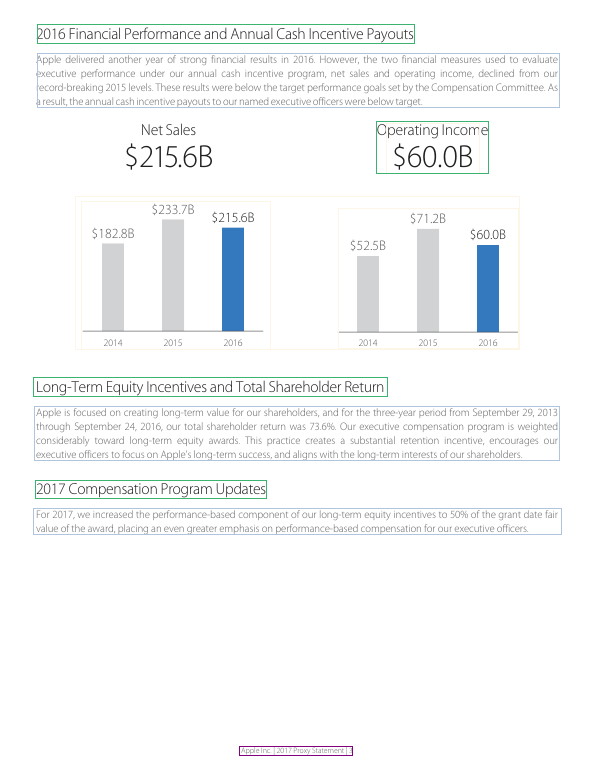 2016 Financial Performance and Annual Cash Incentive Payouts
Apple delivered another year of strong financial results in 2016. However, the two financial measures used to evaluate
executive performance under our annual cash incentive program, net sales and operating income, declined from our
record-breaking 2015 levels. These results were below the target performance goals set by the Compensation Committee. As
a result, the annual cash incentive payouts to our named executive officers were below target.
Net Sales
$215.6B
Operating Income
$60.0B
$182.8B
$233.7B
$215.6B
2014
2015
2016
$52.5B
$71.2B
$60.0B
2014
2015
2016
Long-Term Equity Incentives and Total Shareholder Return
Apple is focused on creating long-term value for our shareholders, and for the three-year period from September 29, 2013
through September 24, 2016, our total shareholder return was 73.6%. Our executive compensation program is weighted
considerably toward long-term equity awards. This practice creates a substantial retention incentive, encourages our
executive officers to focus on Apple's long-term success, and aligns with the long-term interests of our shareholders.
2017 Compensation Program Updates
For 2017, we increased the performance-based component of our long-term equity incentives to 50% of the grant date fair
value of the award, placing an even greater emphasis on performance-based compensation for our executive officers.
Apple Inc. | 2017 Proxy Statement |